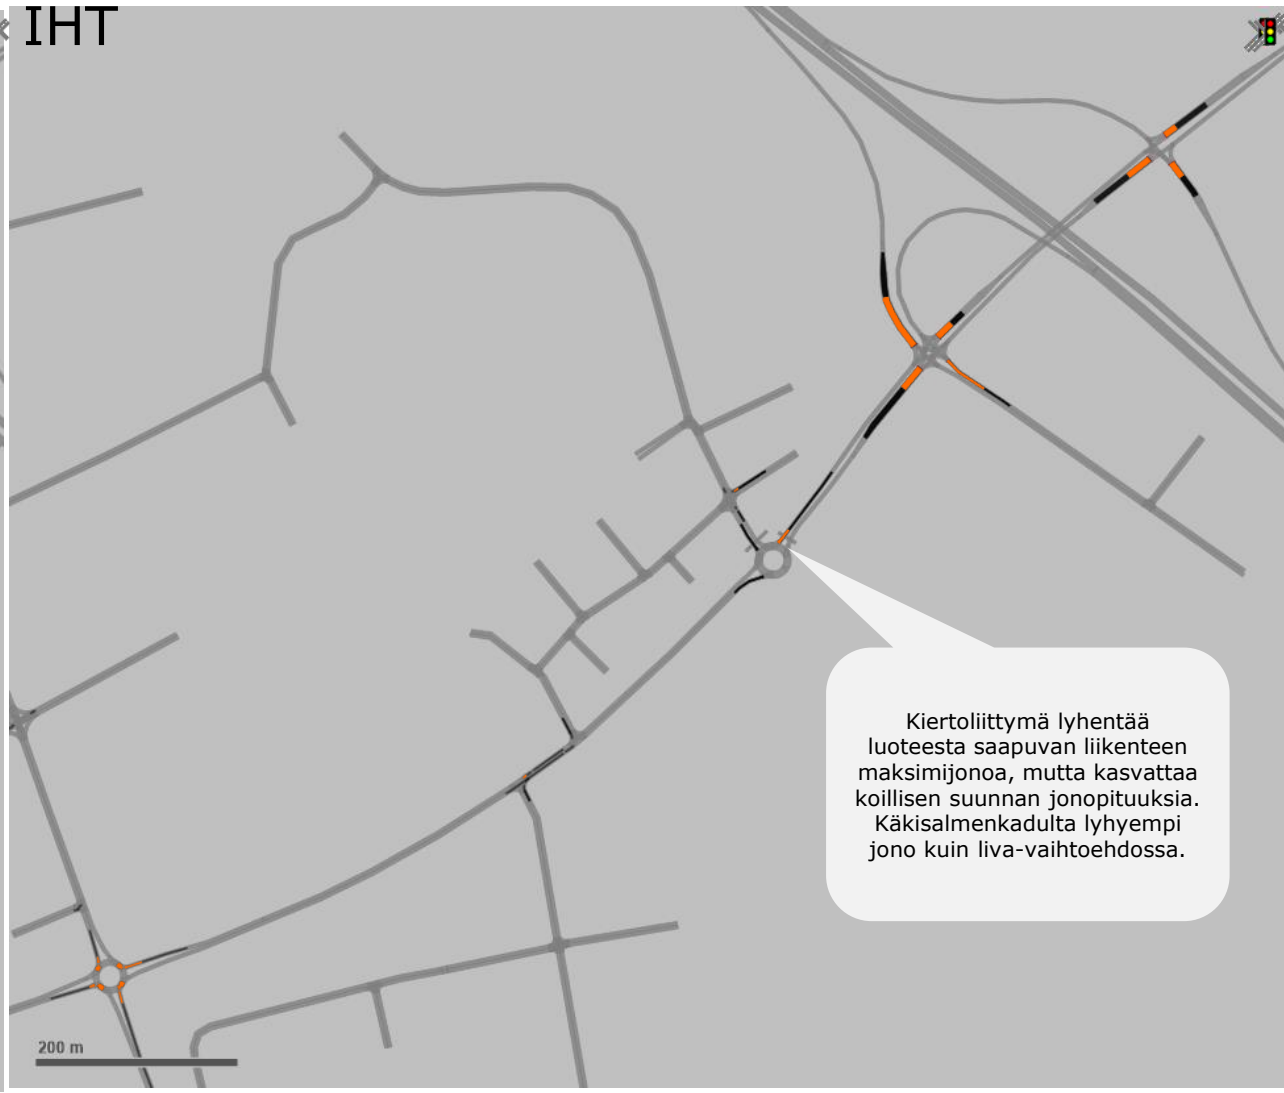 IHT
Kiertoliittymä lyhentää
luoteesta saapuvan liikenteen
maksimijonoa, mutta kasvattaa
koillisen suunnan jonopituuksia.
Käkisalmenkadulta lyhyempi
jono kuin liva-vaihtoehdossa.
200 m